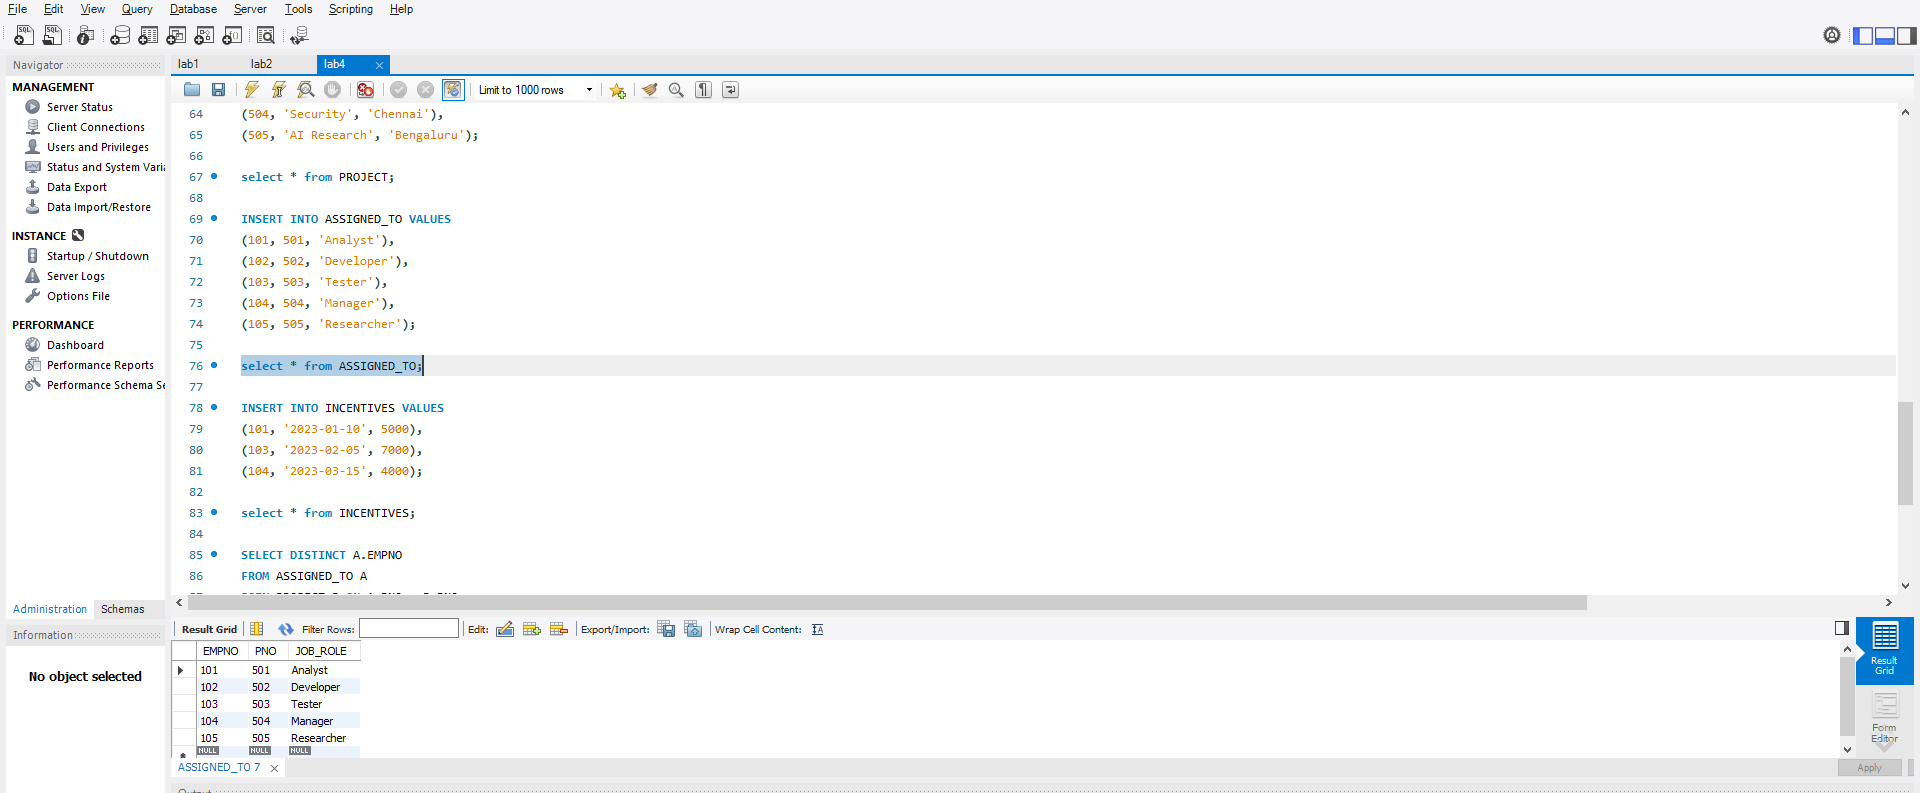 File Edit View Query Database Server Tools Scripting Help
Navigator
MANAGEMENT
Server Status
Client Connections
Users and Privileges
Status and System Varia
Data Export
Data Import/Restore
INSTANCE
Startup / Shutdown
Server Logs
Options File
PERFORMANCE
Dashboard
Performance Reports
Performance Schema Se
Administration Schemas
Information
No object selected
lab1 lab2 lab4
Limit to 1000 rows
64 (504, 'Security', 'Chennai'),
65 (505, 'AI Research', 'Bengaluru');
66
67 select * from PROJECT;
68
69 INSERT INTO ASSIGNED_TO VALUES
70 (101, 501, 'Analyst'),
71 (102, 502, 'Developer'),
72 (103, 503, 'Tester'),
73 (104, 504, 'Manager'),
74 (105, 505, 'Researcher');
75
76 select * from ASSIGNED_TO;
77
78 INSERT INTO INCENTIVES VALUES
79 (101, '2023-01-10', 5000),
80 (103, '2023-02-05', 7000),
81 (104, '2023-03-15', 4000);
82
83 select * from INCENTIVES;
84
85 SELECT DISTINCT A.EMPNO
86 FROM ASSIGNED_TO A
Result Grid Filter Rows: Edit: Export/Import: Wrap Cell Content:
EMPNO PNO JOB_ROLE
101 501 Analyst
102 502 Developer
103 503 Tester
104 504 Manager
105 505 Researcher
NULL NULL NULL
Result
Grid
Form
Editor
ASSIGNED_TO 7
Apply
Output